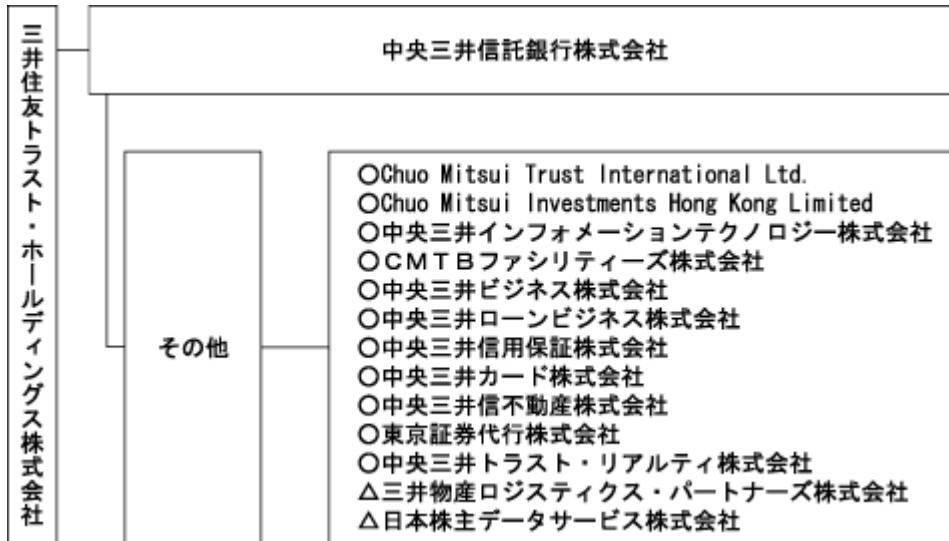 三井住友トラスト・ホールディングス株式会社
中央三井信託銀行株式会社
その他
○Chuo Mitsui Trust International Ltd.
○Chuo Mitsui Investments Hong Kong Limited
○中央三井インフォメーションテクノロジー株式会社
○ＣＭＴＢファシリティーズ株式会社
○中央三井ビジネス株式会社
○中央三井ローンビジネス株式会社
○中央三井信用保証株式会社
○中央三井カード株式会社
○中央三井信不動産株式会社
○東京証券代行株式会社
○中央三井トラスト・リアルティ株式会社
△三井物産ロジスティクス・パートナーズ株式会社
△日本株主データサービス株式会社